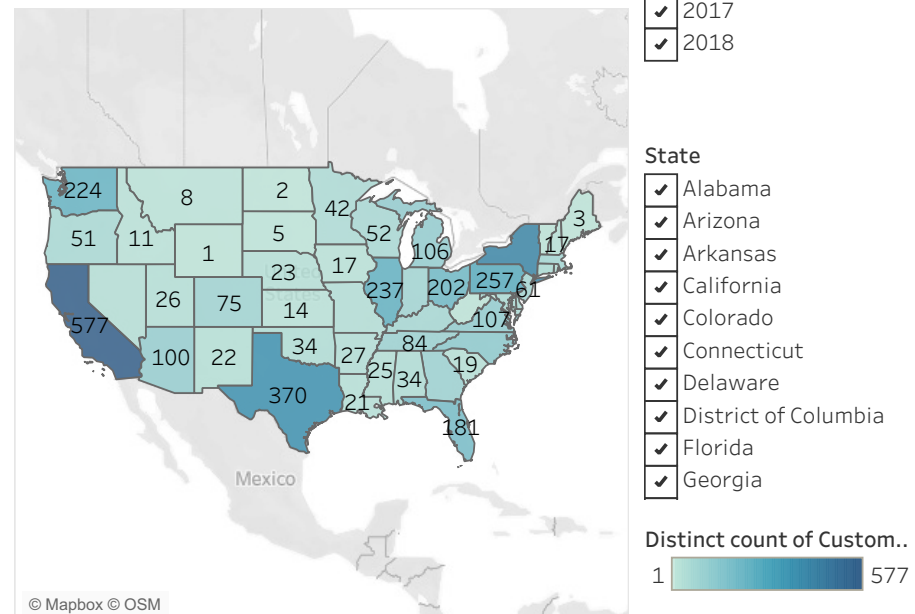 2017
2018
224
8
2
42
3
51
11
5
52
17
1
106
23
17
United
States
26
75
237
202
257
61
14
577
107
84
100
22
34
27
25
34
19
370
21
181
Mexico
© Mapbox © OSM
State
Alabama
Arizona
Arkansas
California
Colorado
Connecticut
Delaware
District of Columbia
Florida
Georgia
Distinct count of Custom..
1
577